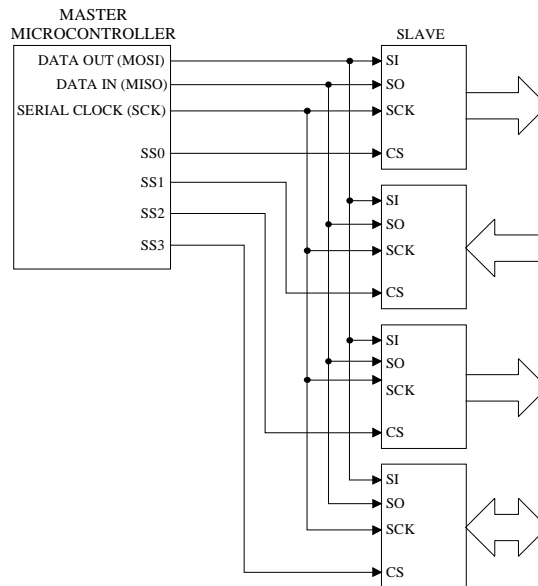 MASTER
MICROCONTROLLER
DATA OUT (MOSI)
DATA IN (MISO)
SERIAL CLOCK (SCK)
SS0
SS1
SS2
SS3
SLAVE
SI
SO
SCK
CS
SI
SO
SCK
CS
SI
SO
SCK
CS
SI
SO
SCK
CS